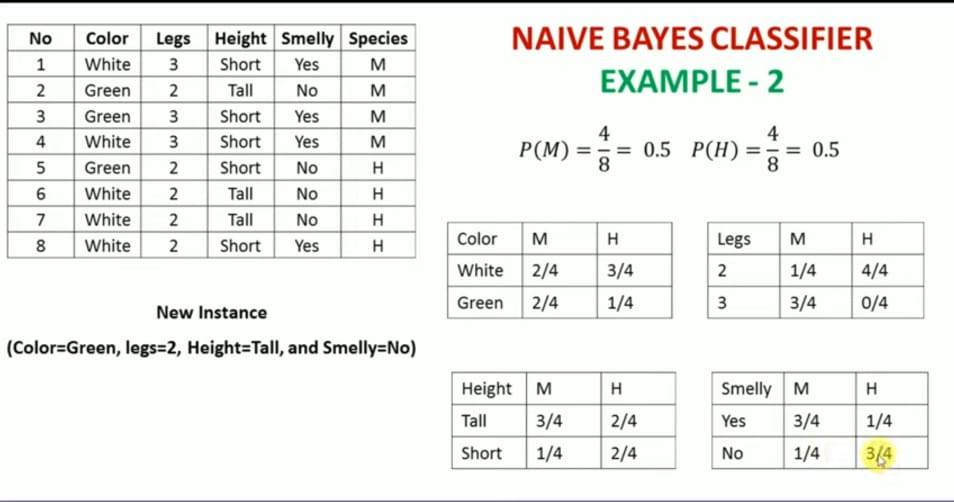 No Color Legs Height Smelly Species
1 White 3 Short Yes M
2 Green 2 Tall No M
3 Green 3 Short Yes M
4 White 3 Short Yes M
5 Green 2 Short No H
6 White 2 Tall No H
7 White 2 Tall No H
8 White 2 Short Yes H
New Instance
(Color=Green, legs=2, Height=Tall, and Smelly=No)
NAIVE BAYES CLASSIFIER
EXAMPLE - 2
P(M) = 4/8 = 0.5 P(H) = 4/8 = 0.5
Color M H
White 2/4 3/4
Green 2/4 1/4
Legs M H
2 1/4 4/4
3 3/4 0/4
Height M H
Tall 3/4 2/4
Short 1/4 2/4
Smelly M H
Yes 3/4 1/4
No 1/4 3/4